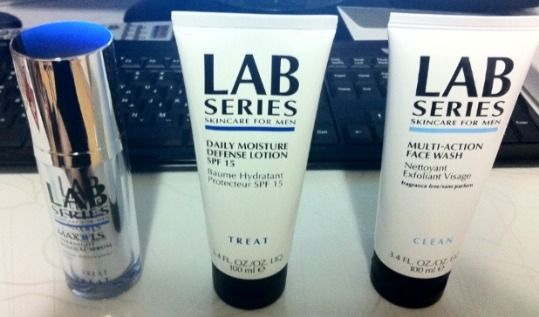 LAB
SERIES
MAX LS
TREAT
LAB
SERIES
SKINCARE FOR MEN
DAILY MOISTURE
DEFENSE LOTION
SPF 15
Baume Hydratant
Protecteur SPF 15
TREAT
3.4 FL. OZ/OZ. LIQ.
100 ml ℮
LAB
SERIES
SKINCARE FOR MEN
MULTI-ACTION
FACE WASH
Nettoyant
Exfoliant Visage
fragrance free/sans parfum
CLEAN
3.4 FL. OZ/OZ. LIQ.
100 ml ℮